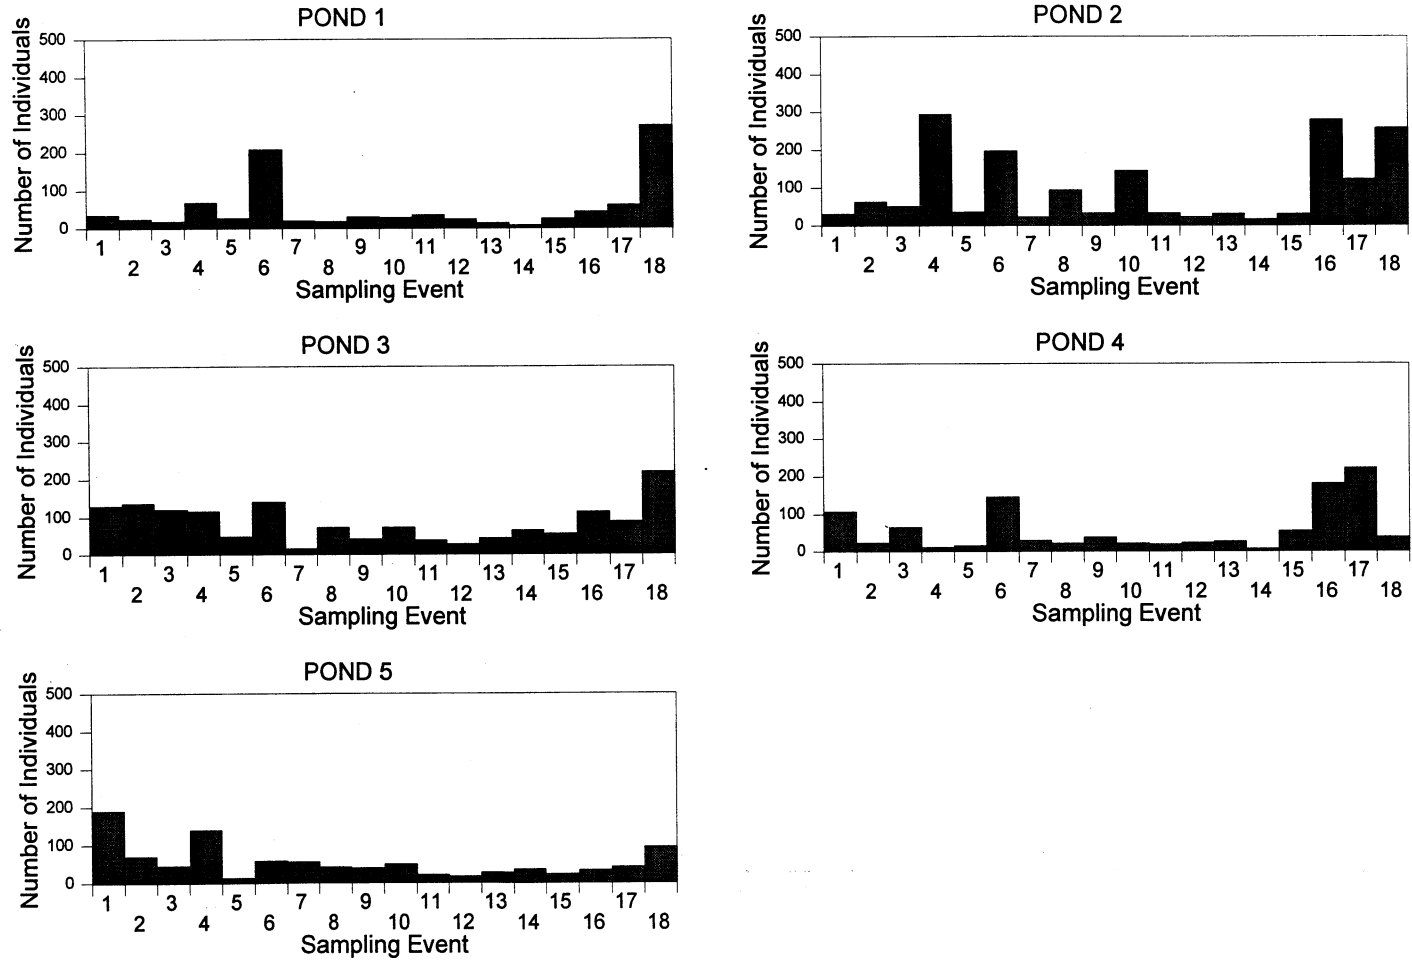 POND 1
Number of Individuals
500
400
300
200
100
0
1 3 5 7 9 11 13 15 17
2 4 6 8 10 12 14 16 18
Sampling Event
POND 2
Number of Individuals
500
400
300
200
100
0
1 3 5 7 9 11 13 15 17
2 4 6 8 10 12 14 16 18
Sampling Event
POND 3
Number of Individuals
500
400
300
200
100
0
1 3 5 7 9 11 13 15 17
2 4 6 8 10 12 14 16 18
Sampling Event
POND 4
Number of Individuals
500
400
300
200
100
0
1 3 5 7 9 11 13 15 17
2 4 6 8 10 12 14 16 18
Sampling Event
POND 5
Number of Individuals
500
400
300
200
100
0
1 3 5 7 9 11 13 15 17
2 4 6 8 10 12 14 16 18
Sampling Event